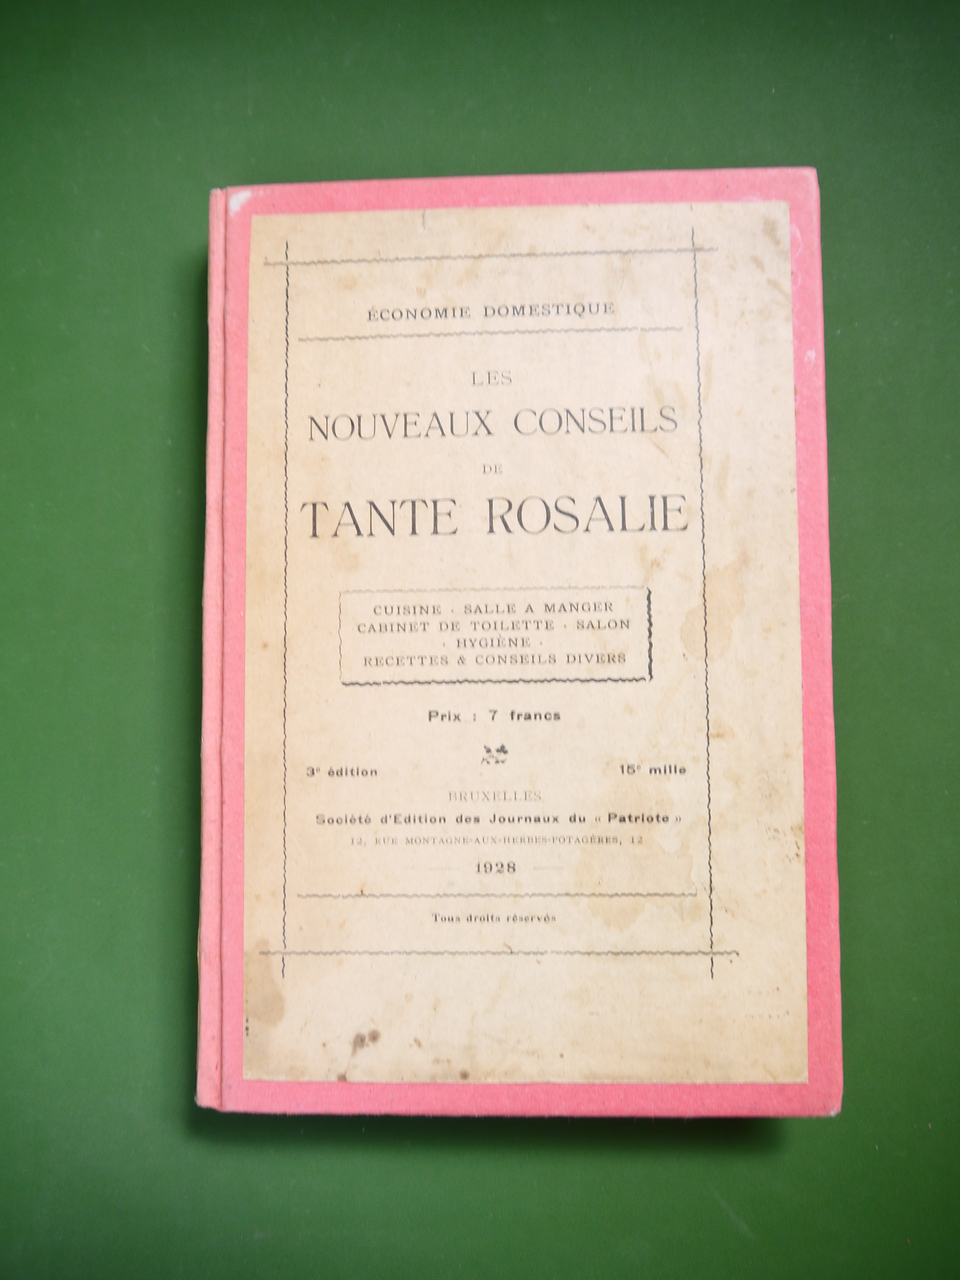 ÉCONOMIE DOMESTIQUE
LES
NOUVEAUX CONSEILS
DE
TANTE ROSALIE
CUISINE · SALLE A MANGER
CABINET DE TOILETTE · SALON
· HYGIÈNE ·
RECETTES & CONSEILS DIVERS
Prix : 7 francs
3e édition 15e mille
BRUXELLES
Société d'Edition des Journaux du « Patriote »
12, RUE MONTAGNE-AUX-HERBES-POTAGÈRES, 12
1928
Tous droits réservés